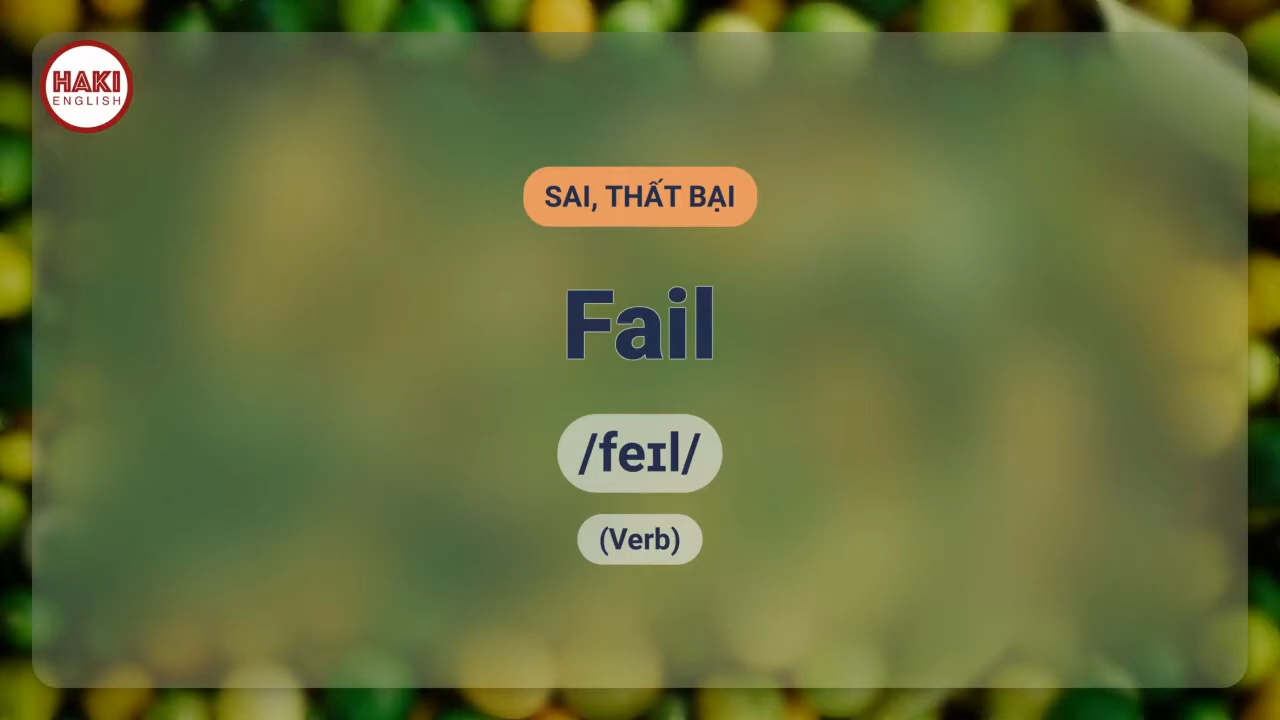 HAKI
ENGLISH
SAI, THẤT BẠI
Fail
/feɪl/
(Verb)